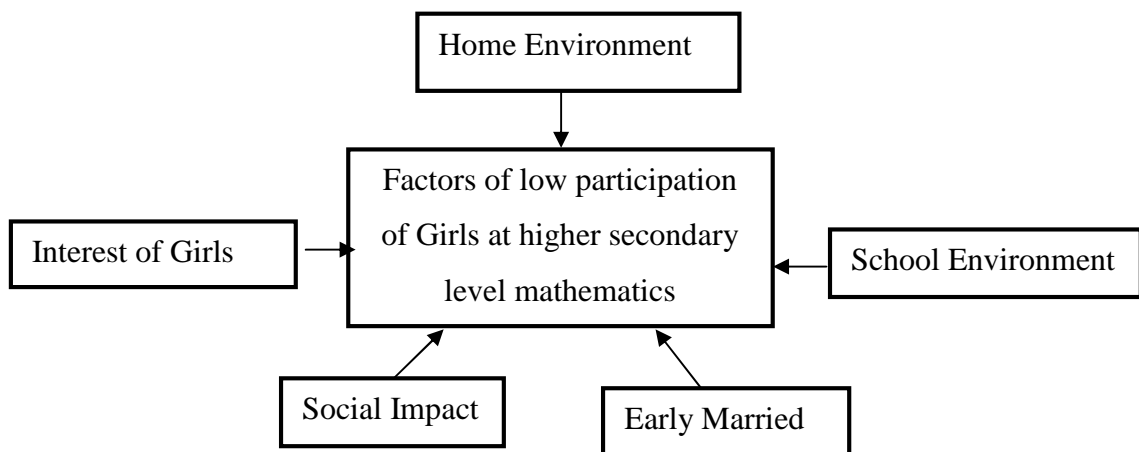 Home Environment
Factors of low participation
of Girls at higher secondary
level mathematics
Interest of Girls
School Environment
Social Impact
Early Married